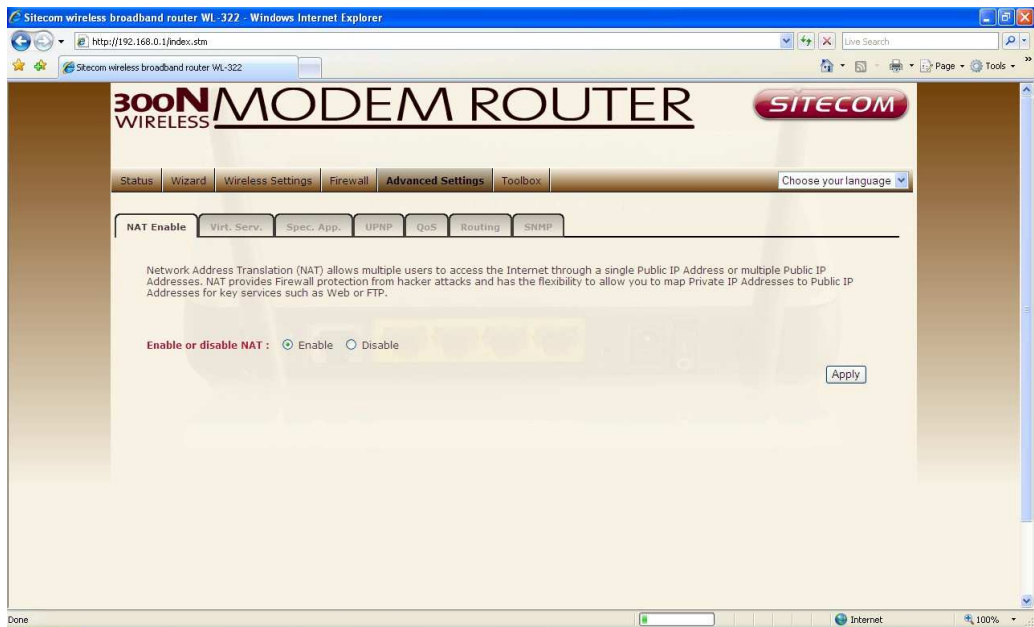 Sitecom wireless broadband router WL-322 - Windows Internet Explorer
http://192.168.0.1/index.stm
Live Search
Sitecom wireless broadband router WL-322
Page
Tools
300N
WIRELESS
MODEM ROUTER
SITECOM
Status Wizard Wireless Settings Firewall Advanced Settings Toolbox
Choose your language
NAT Enable Virt. Serv. Spec. App. UPNP QoS Routing SNMP
Network Address Translation (NAT) allows multiple users to access the Internet through a single Public IP Address or multiple Public IP
Addresses. NAT provides Firewall protection from hacker attacks and has the flexibility to allow you to map Private IP Addresses to Public IP
Addresses for key services such as Web or FTP.
Enable or disable NAT : Enable Disable
Apply
Done
Internet
100%